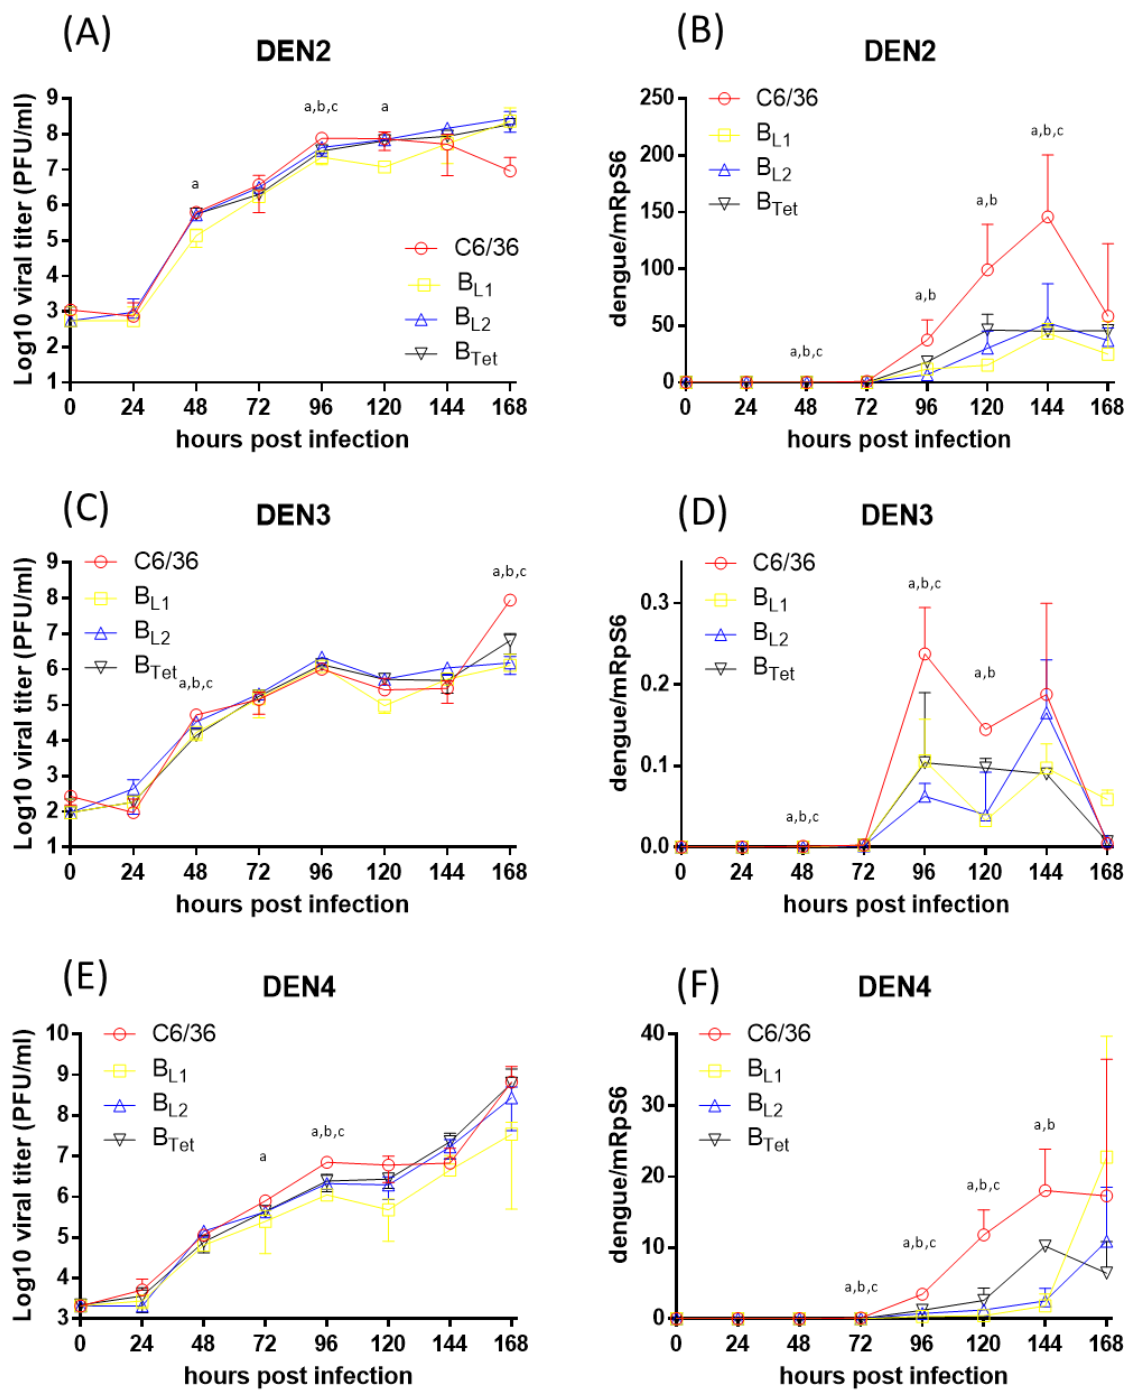 (A)
DEN2
Log10 viral titer (PFU/ml)
9
8
7
6
5
4
3
2
1
a
a,b,c
a
C6/36
BL1
BL2
BTet
0 24 48 72 96 120 144 168
hours post infection
(B)
DEN2
dengue/mRpS6
250
200
150
100
50
0
C6/36
BL1
BL2
BTet
a,b,c
a,b
a,b
a,b,c
0 24 48 72 96 120 144 168
hours post infection
(C)
DEN3
Log10 viral titer (PFU/ml)
9
8
7
6
5
4
3
2
1
C6/36
BL1
BL2
BTet
a,b,c
a,b,c
0 24 48 72 96 120 144 168
hours post infection
(D)
DEN3
dengue/mRpS6
0.3
0.2
0.1
0.0
C6/36
BL1
BL2
BTet
a,b,c
a,b,c
a,b
0 24 48 72 96 120 144 168
hours post infection
(E)
DEN4
Log10 viral titer (PFU/ml)
10
9
8
7
6
5
4
3
C6/36
BL1
BL2
BTet
a
a,b,c
0 24 48 72 96 120 144 168
hours post infection
(F)
DEN4
dengue/mRpS6
40
30
20
10
0
C6/36
BL1
BL2
BTet
a,b,c
a,b,c
a,b,c
a,b
0 24 48 72 96 120 144 168
hours post infection